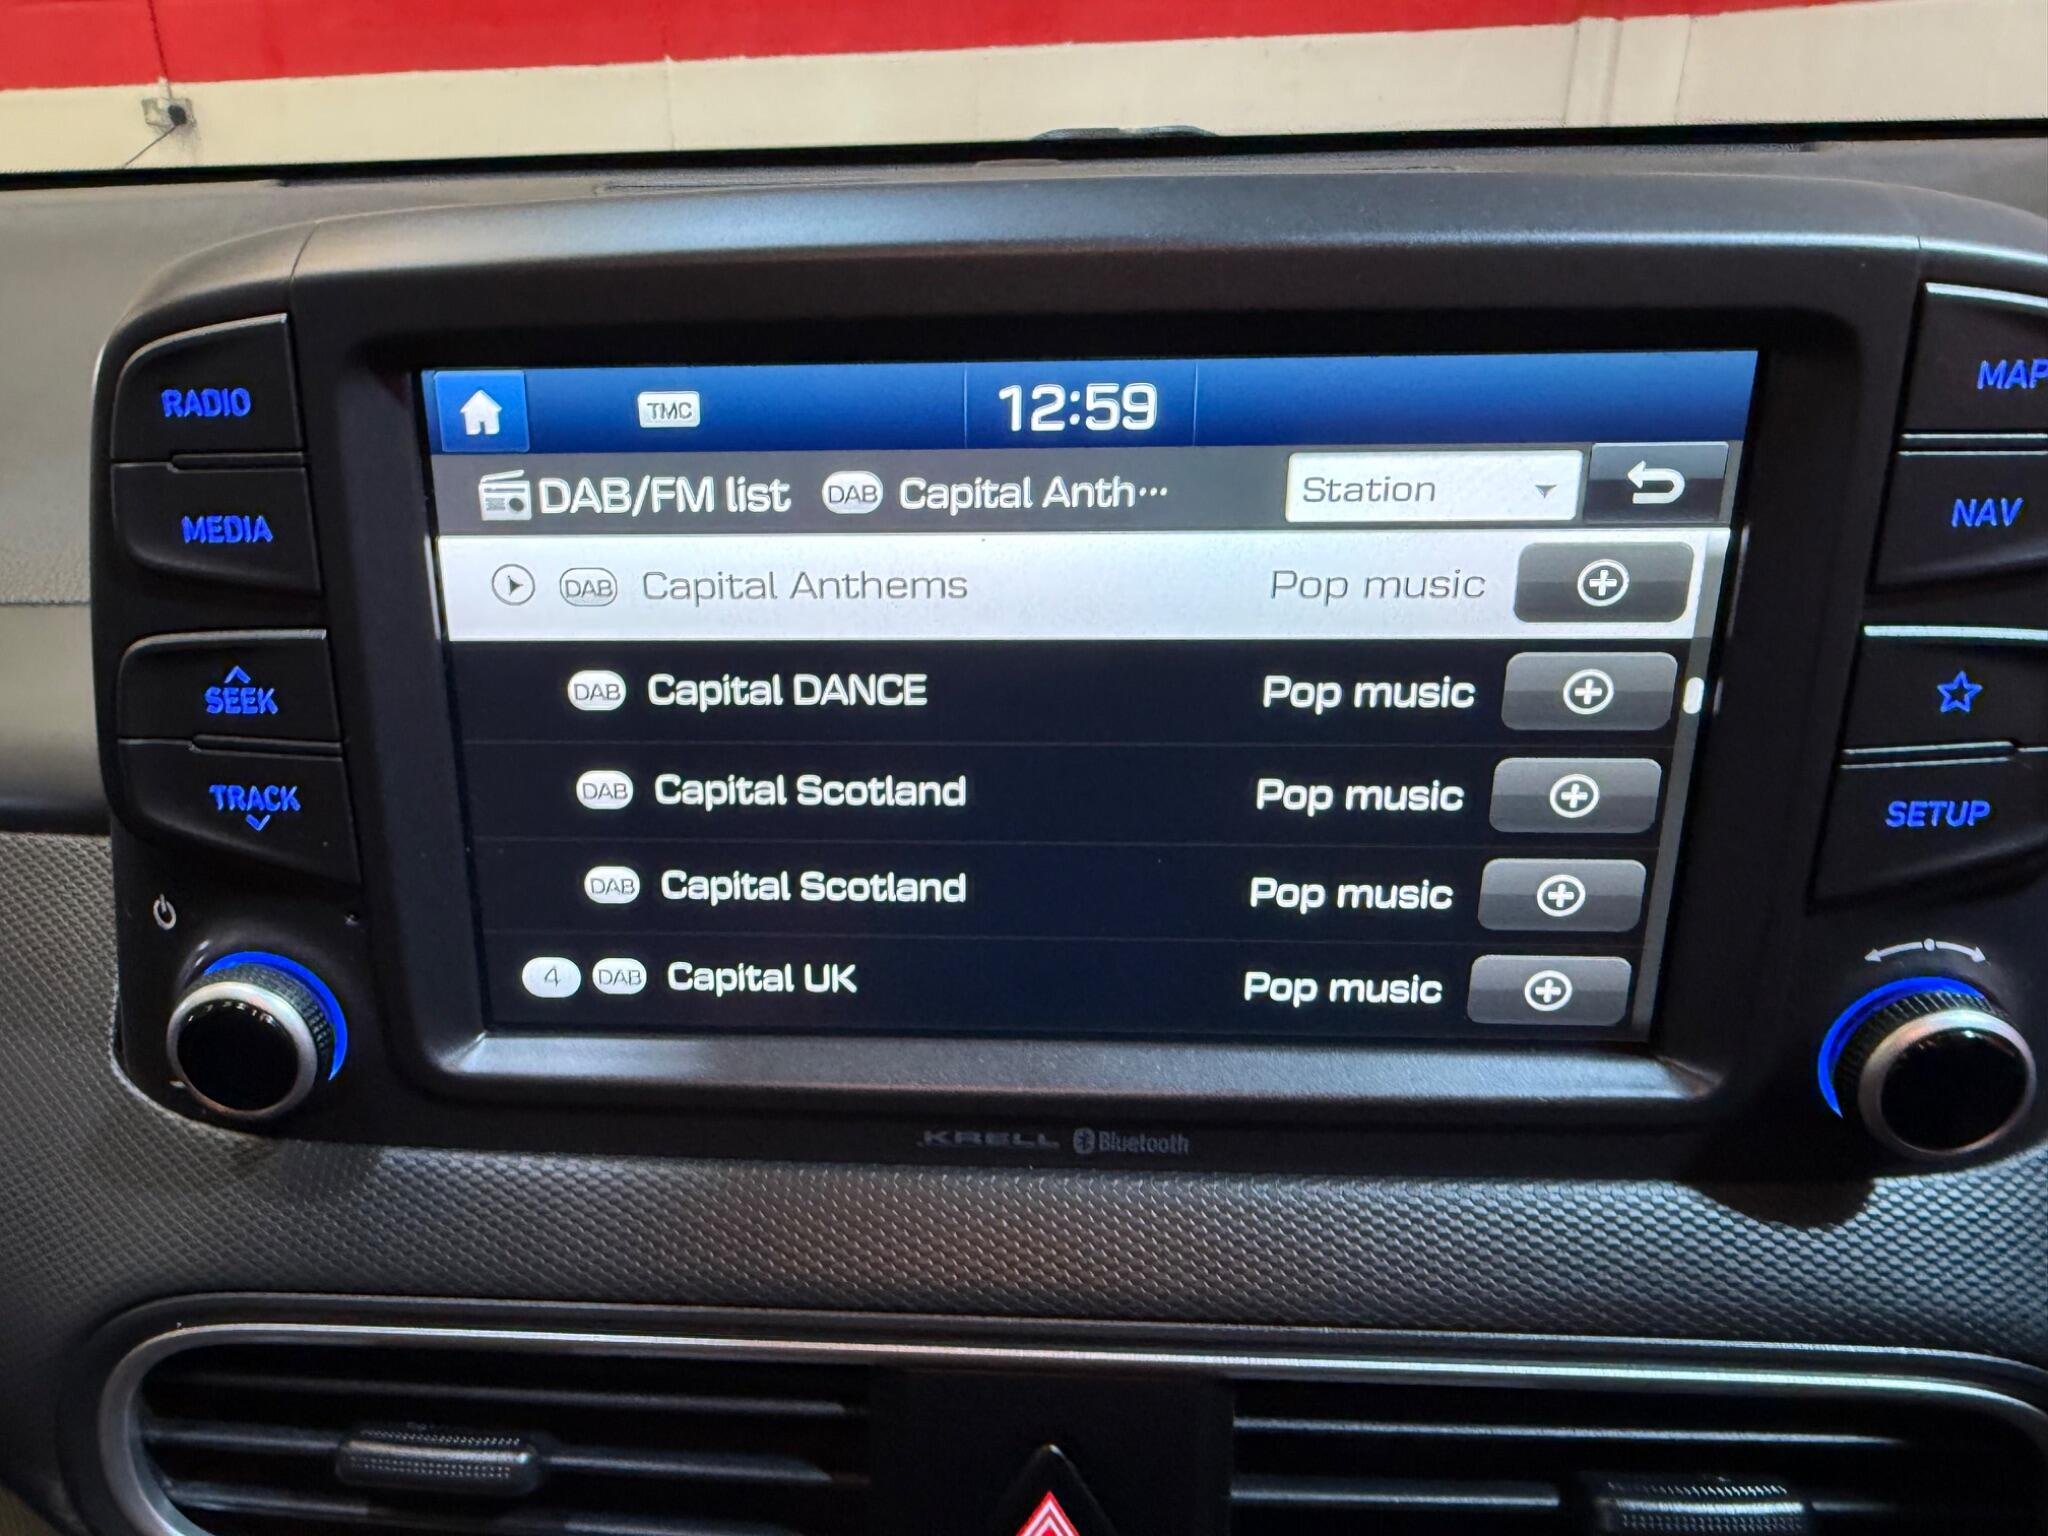 TMC 12:59
DAB/FM list DAB Capital Anth··· Station
DAB Capital Anthems Pop music
DAB Capital DANCE Pop music
DAB Capital Scotland Pop music
DAB Capital Scotland Pop music
4 DAB Capital UK Pop music
RADIO
MEDIA
SEEK
TRACK
MAP
NAV
SETUP
KRELL Bluetooth